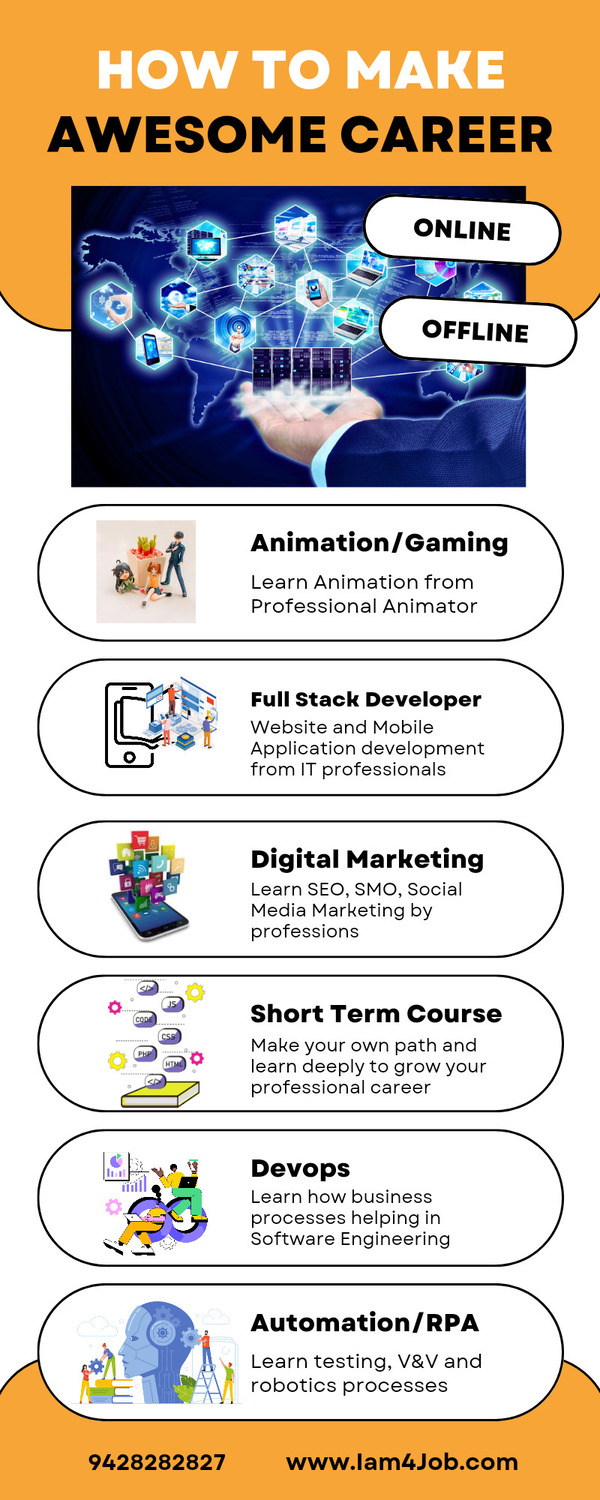 HOW TO MAKE
AWESOME CAREER
ONLINE
OFFLINE
Animation/Gaming
Learn Animation from
Professional Animator
Full Stack Developer
Website and Mobile
Application development
from IT professionals
Digital Marketing
Learn SEO, SMO, Social
Media Marketing by
professions
</>
JS
CODE
CSS
PHP
HTML
</>
Short Term Course
Make your own path and
learn deeply to grow your
professional career
Devops
Learn how business
processes helping in
Software Engineering
Automation/RPA
Learn testing, V&V and
robotics processes
9428282827
www.Iam4Job.com